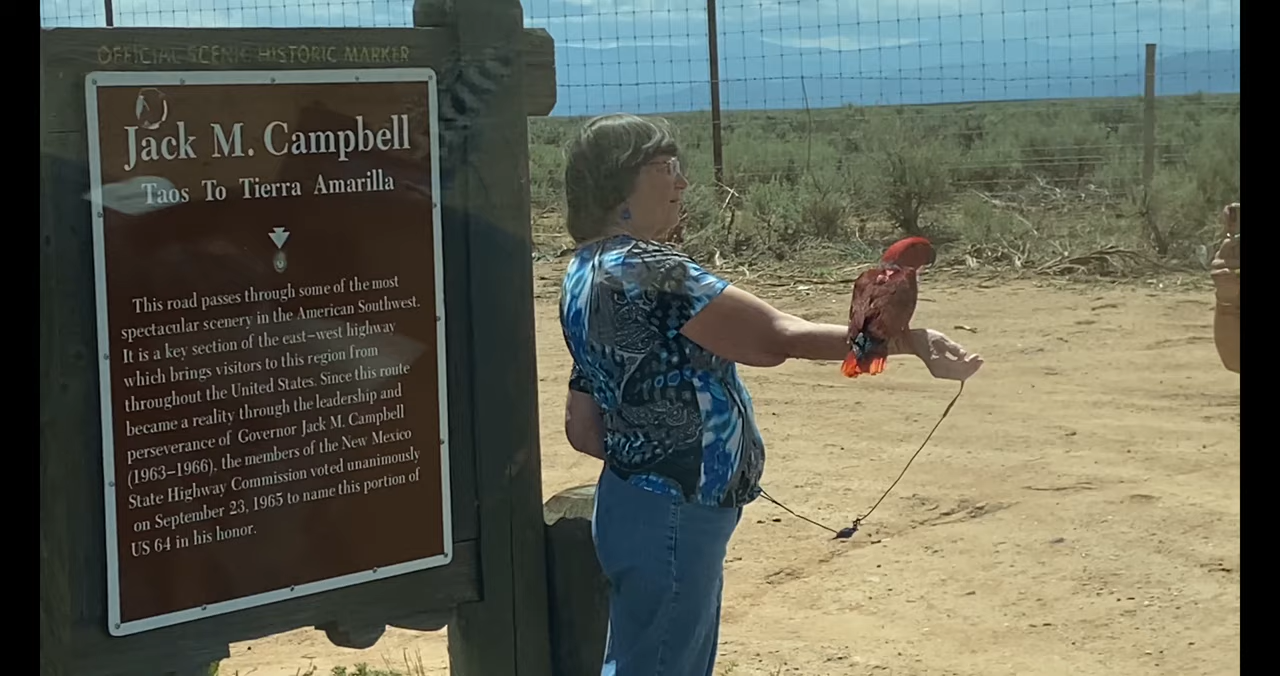 OFFICIAL SCENIC HISTORIC MARKER
Jack M. Campbell
Taos To Tierra Amarilla
This road passes through some of the most
spectacular scenery in the American Southwest.
It is a key section of the east-west highway
which brings visitors to this region from
throughout the United States. Since this route
became a reality through the leadership and
perseverance of Governor Jack M. Campbell
(1963-1966), the members of the New Mexico
State Highway Commission voted unanimously
on September 23, 1965 to name this portion of
US 64 in his honor.